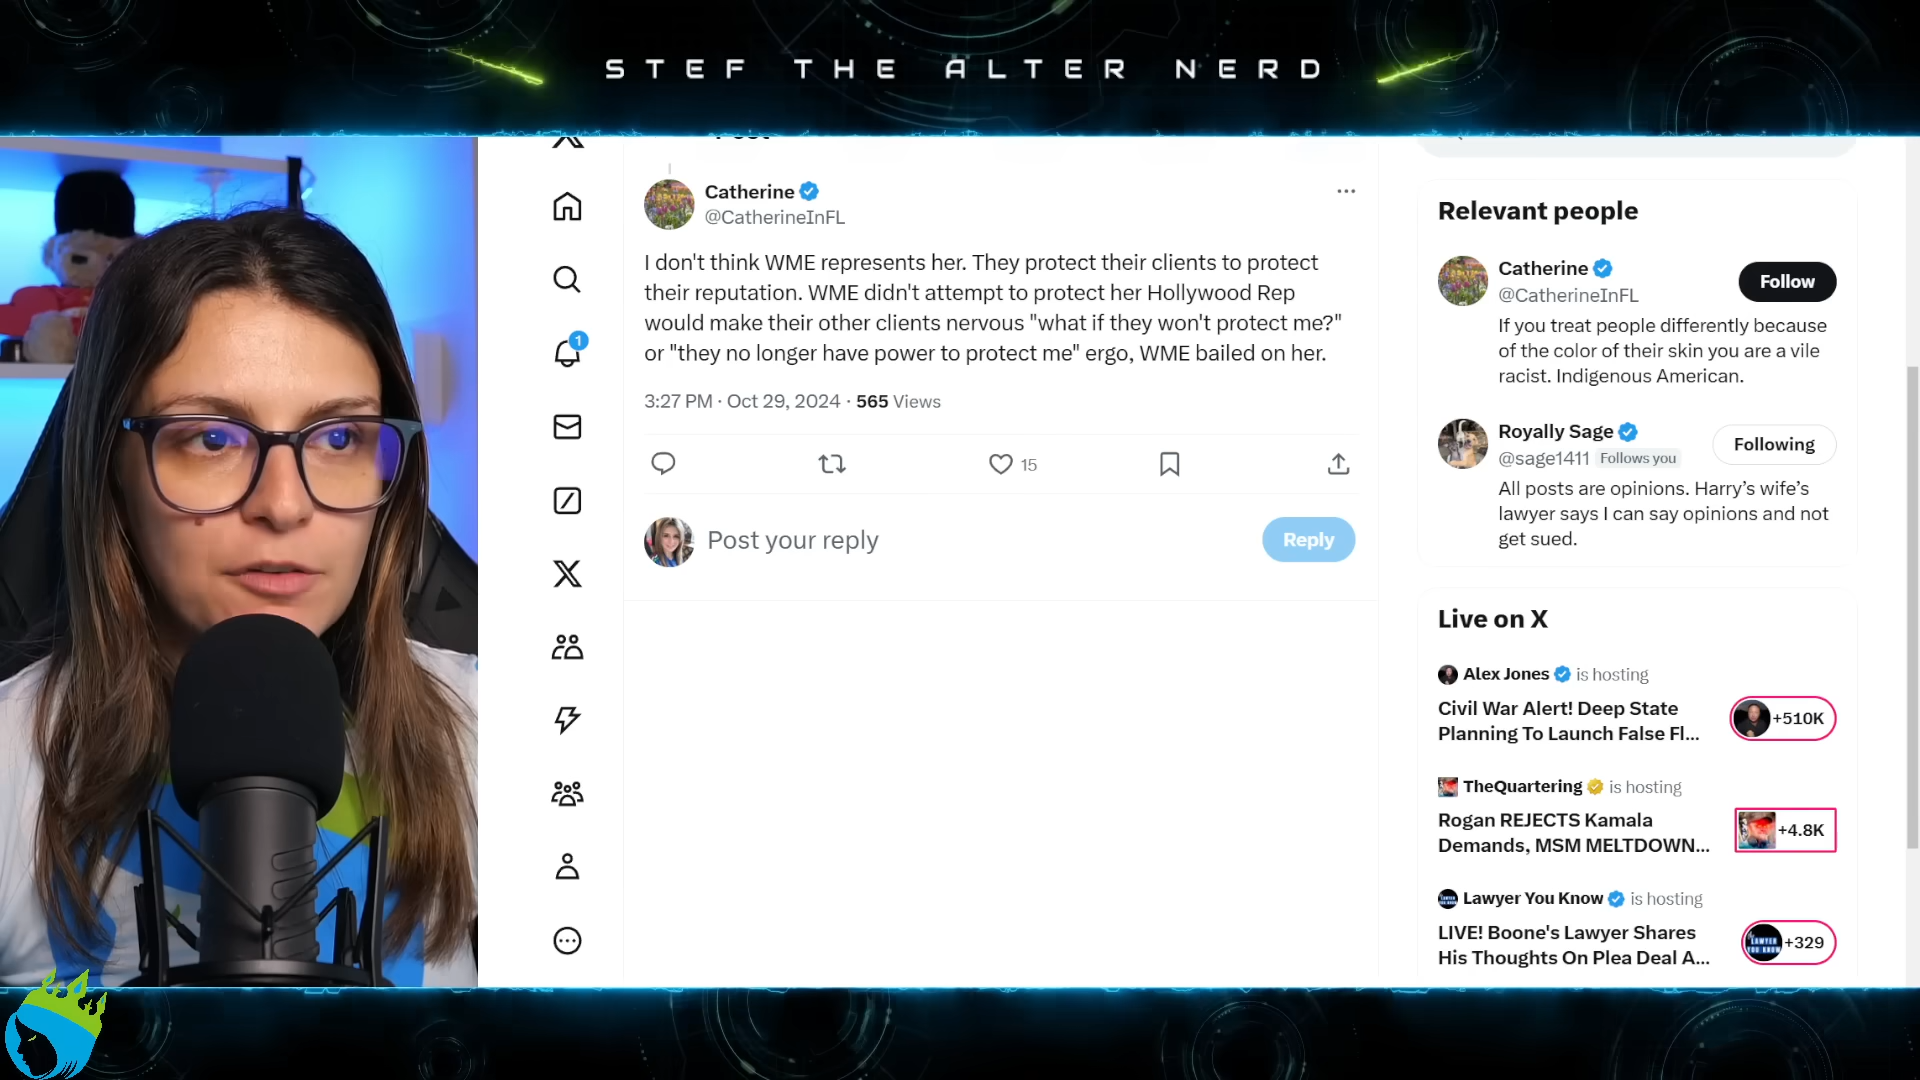 STEF THE ALTER NERD
Catherine
@CatherineInFL
I don't think WME represents her. They protect their clients to protect
their reputation. WME didn't attempt to protect her Hollywood Rep
would make their other clients nervous "what if they won't protect me?"
or "they no longer have power to protect me" ergo, WME bailed on her.
3:27 PM · Oct 29, 2024 · 565 Views
15
Post your reply
Reply
1
Relevant people
Catherine
@CatherineInFL
Follow
If you treat people differently because
of the color of their skin you are a vile
racist. Indigenous American.
Royally Sage
@sage1411 Follows you
Following
All posts are opinions. Harry's wife's
lawyer says I can say opinions and not
get sued.
Live on X
Alex Jones is hosting
Civil War Alert! Deep State
Planning To Launch False Fl...
+510K
TheQuartering is hosting
Rogan REJECTS Kamala
Demands, MSM MELTDOWN...
+4.8K
Lawyer You Know is hosting
LIVE! Boone's Lawyer Shares
His Thoughts On Plea Deal A...
LAWYER
YOU KNOW
+329